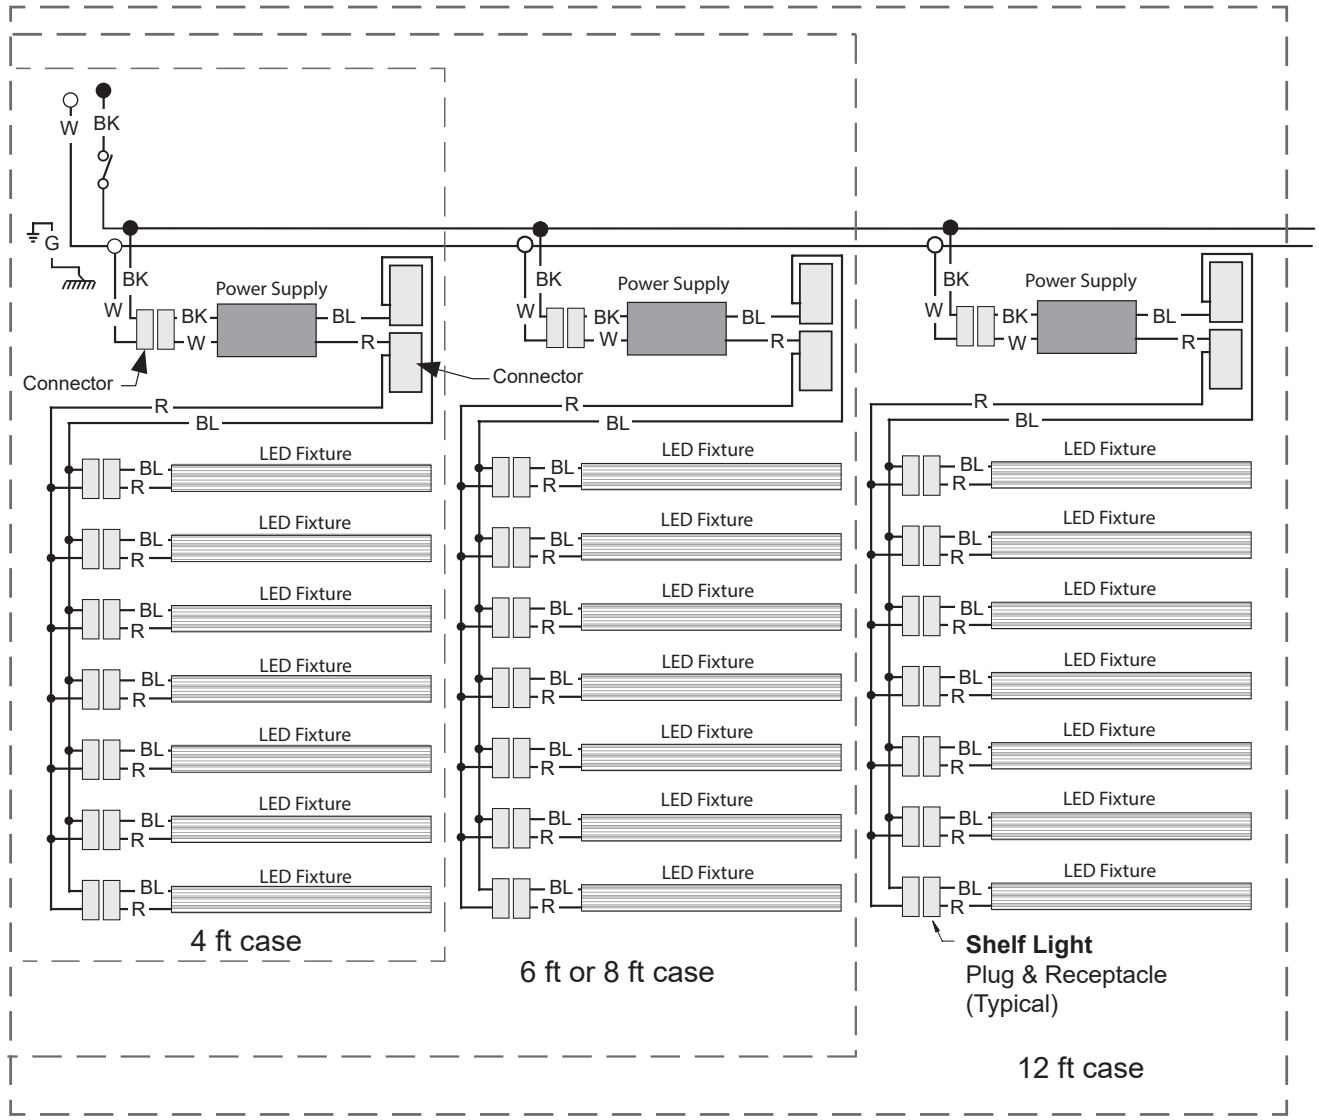 W
BK
G
BK
W
Power Supply
BK
BL
W
R
Connector
Connector
R
BL
LED Fixture
BL
R
LED Fixture
BL
R
LED Fixture
BL
R
LED Fixture
BL
R
LED Fixture
BL
R
LED Fixture
BL
R
LED Fixture
BL
R
4 ft case
BK
W
Power Supply
BK
BL
W
R
R
BL
LED Fixture
BL
R
LED Fixture
BL
R
LED Fixture
BL
R
LED Fixture
BL
R
LED Fixture
BL
R
LED Fixture
BL
R
LED Fixture
BL
R
6 ft or 8 ft case
BK
W
Power Supply
BK
BL
W
R
R
BL
LED Fixture
BL
R
LED Fixture
BL
R
LED Fixture
BL
R
LED Fixture
BL
R
LED Fixture
BL
R
LED Fixture
BL
R
LED Fixture
BL
R
Shelf Light
Plug & Receptacle
(Typical)
12 ft case